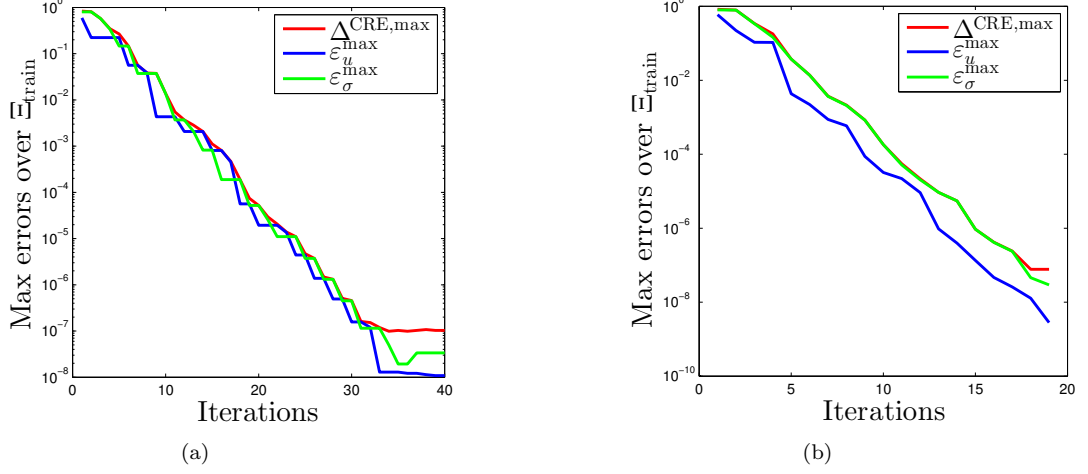 Max errors over Ξtrain
10^0
10^-1
10^-2
10^-3
10^-4
10^-5
10^-6
10^-7
10^-8
0 10 20 30 40
Iterations
Δ^CRE,max
ε_u^max
ε_σ^max
(a)
Max errors over Ξtrain
10^0
10^-2
10^-4
10^-6
10^-8
10^-10
0 5 10 15 20
Iterations
Δ^CRE,max
ε_u^max
ε_σ^max
(b)